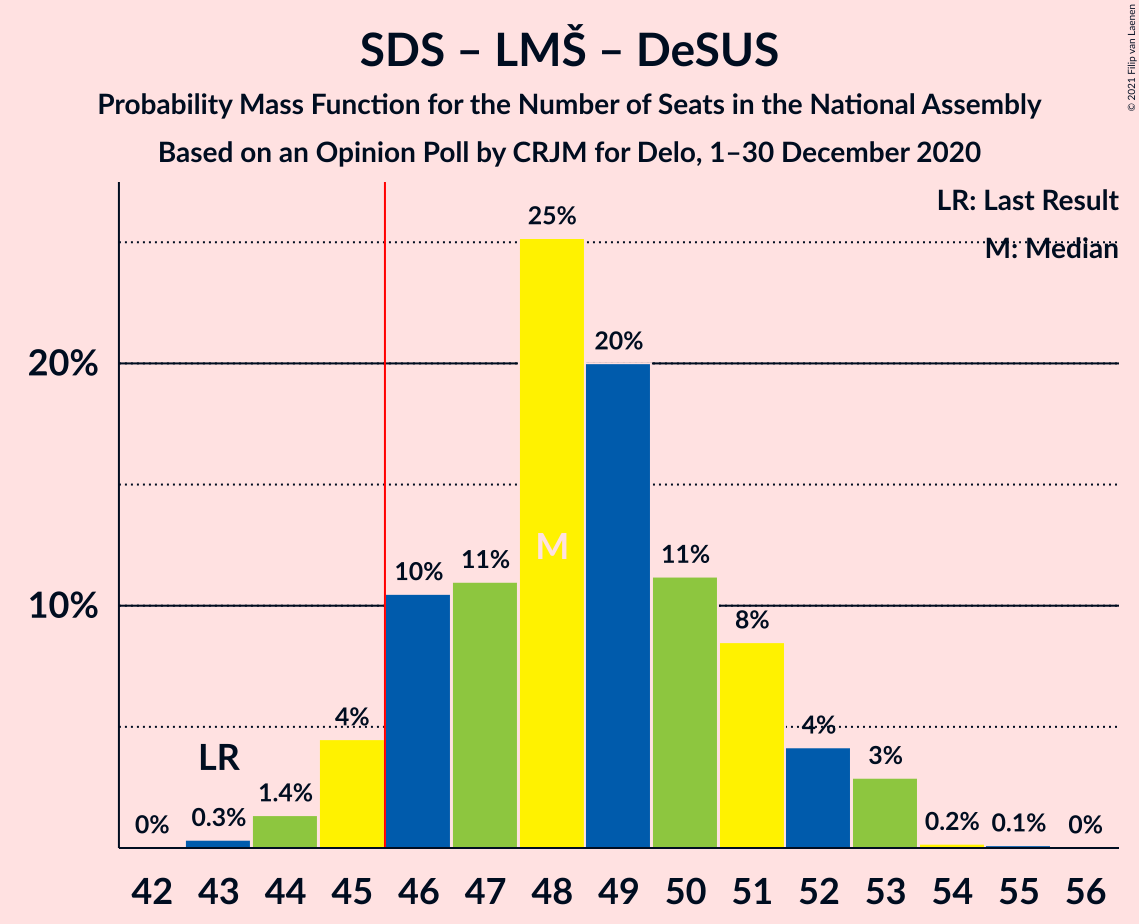 SDS – LMŠ – DeSUS
Probability Mass Function for the Number of Seats in the National Assembly
Based on an Opinion Poll by CRJM for Delo, 1–30 December 2020
© 2021 Filip van Laenen
LR: Last Result
M: Median
25%
20%
20%
M
10%
11%
11%
10%
8%
4%
4%
LR
3%
1.4%
0%
0.3%
0.2%
0.1%
0%
42 43 44 45 46 47 48 49 50 51 52 53 54 55 56